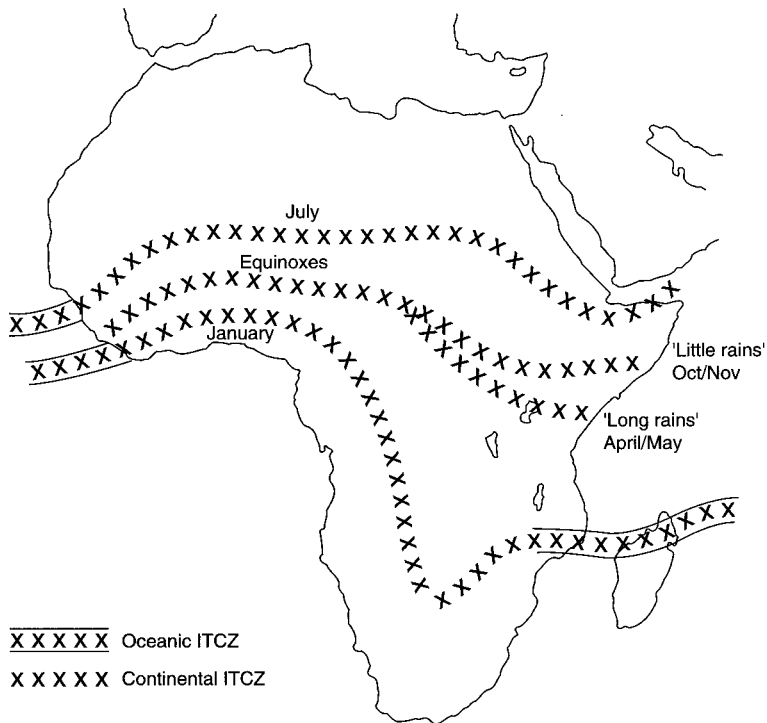 July
Equinoxes
January
'Little rains'
Oct/Nov
'Long rains'
April/May
X X X X X Oceanic ITCZ
X X X X X Continental ITCZ